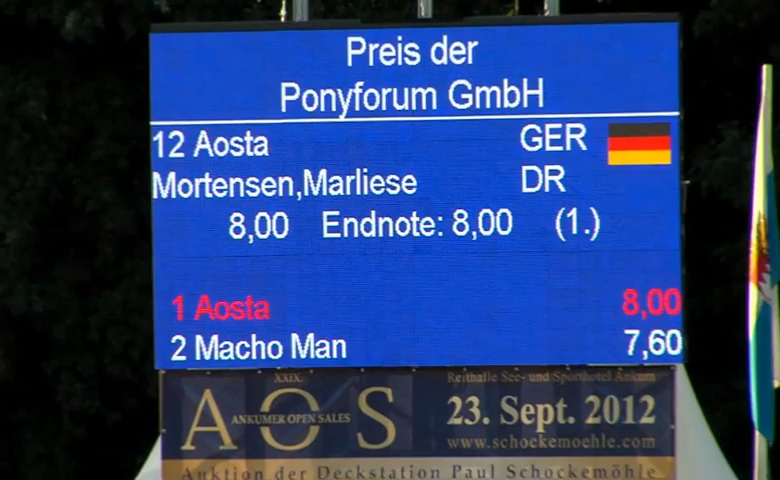 Preis der
Ponyforum GmbH
12 Aosta GER
Mortensen,Marliese DR
8,00 Endnote: 8,00 (1.)
1 Aosta 8,00
2 Macho Man 7,60
XXIX.
AOS
ANKUMER OPEN SALES
Reithalle See- und Sporthotel Ankum
23. Sept. 2012
www.schockemoehle.com
Auktion der Deckstation Paul Schockemöhle